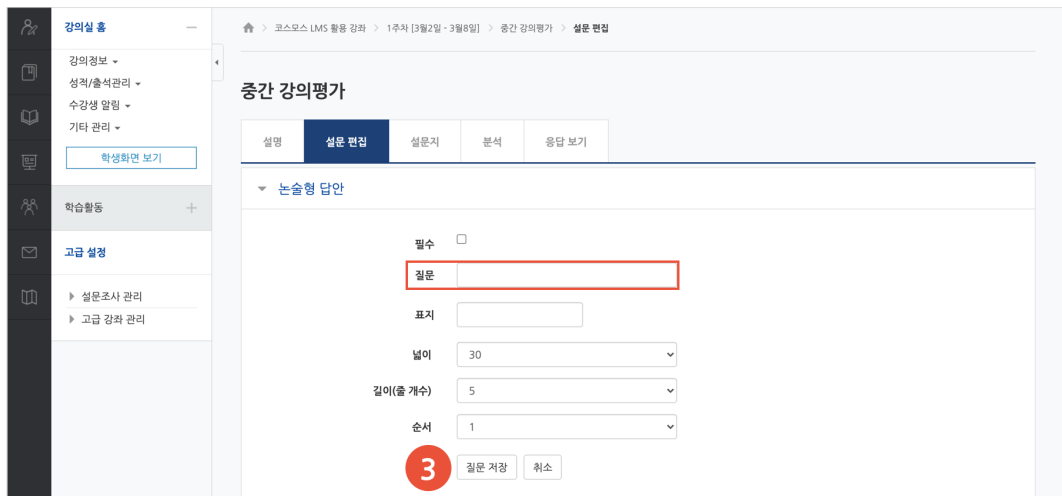 강의실 홈
강의정보
성적/출석관리
수강생 알림
기타 관리
학생화면 보기
학습활동
고급 설정
설문조사 관리
고급 강좌 관리
코스모스 LMS 활용 강좌 > 1주차 [3월2일 - 3월8일] > 중간 강의평가 > 설문 편집
중간 강의평가
설명 설문 편집 설문지 분석 응답 보기
논술형 답안
필수
질문
표지
넓이 30
길이(줄 개수) 5
순서 1
3 질문 저장 취소